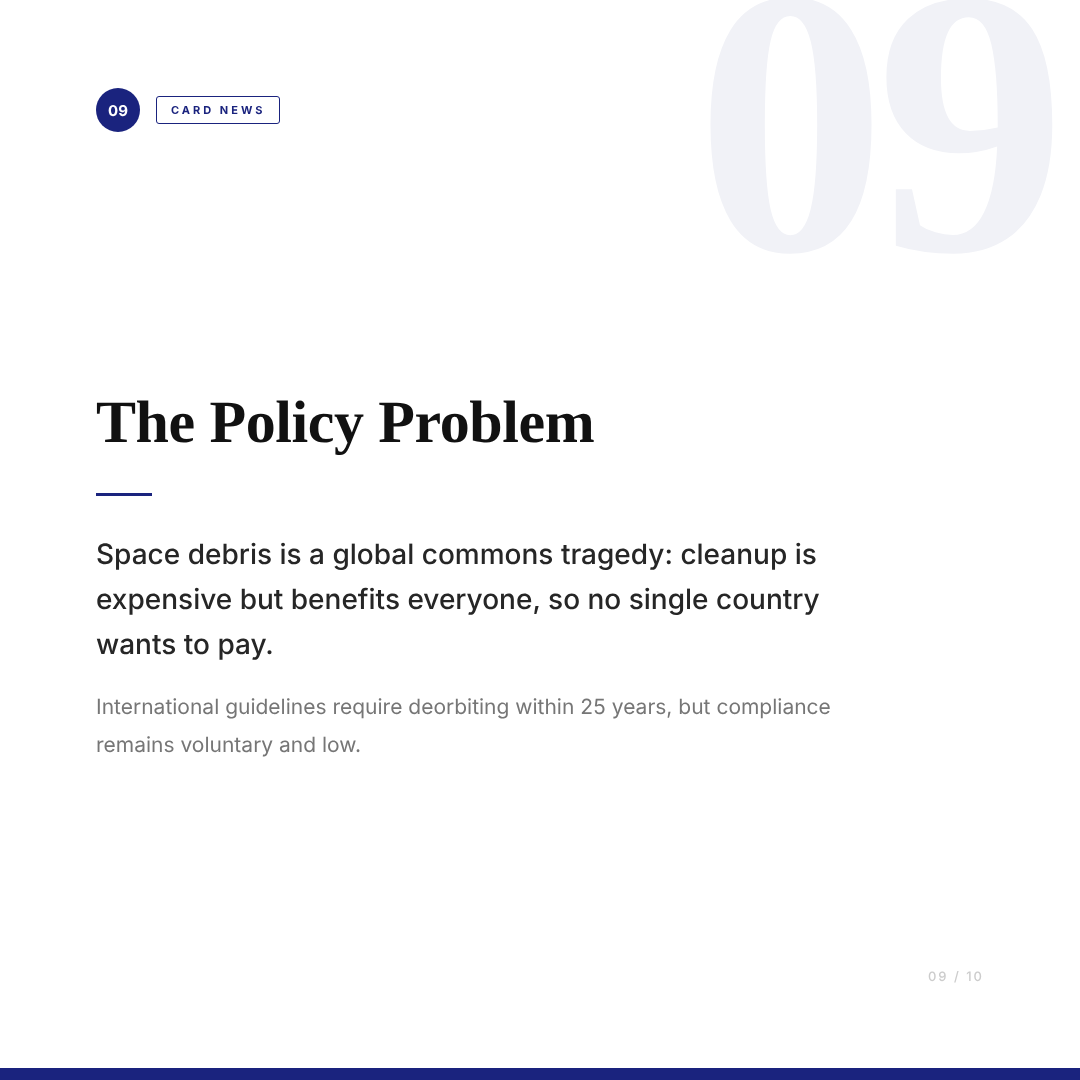 09
09
CARD NEWS
The Policy Problem
Space debris is a global commons tragedy: cleanup is
expensive but benefits everyone, so no single country
wants to pay.
International guidelines require deorbiting within 25 years, but compliance
remains voluntary and low.
09 / 10